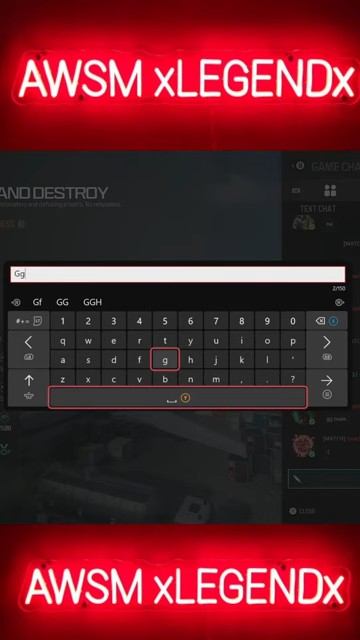 AWSM xLEGENDx
GAME CHA
AND DESTROY
TEXT CHAT
Gg
2/150
Gf GG GGH
1 2 3 4 5 6 7 8 9 0
q w e r t y u i o p
a s d f g h j k l '
z x c v b n m , . ?
Y
CLOSE
AWSM xLEGENDx